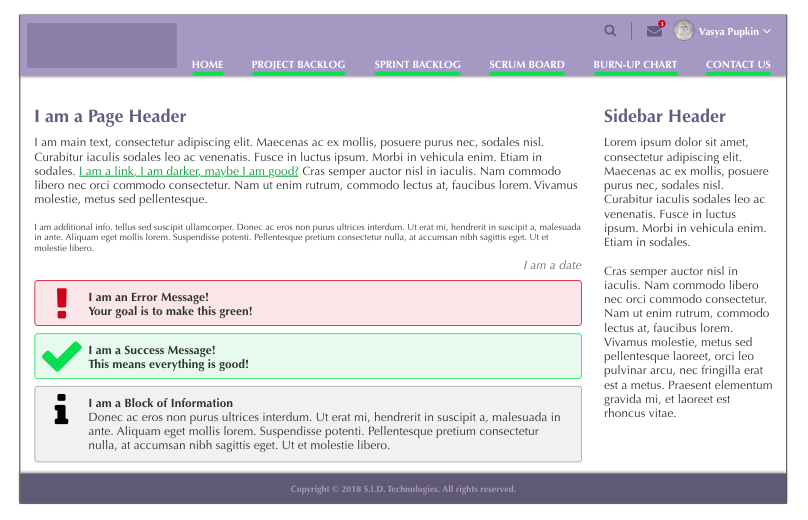 1
Vasya Pupkin
HOME PROJECT BACKLOG SPRINT BACKLOG SCRUM BOARD BURN-UP CHART CONTACT US
I am a Page Header
I am main text, consectetur adipiscing elit. Maecenas ac ex mollis, posuere purus nec, sodales nisl.
Curabitur iaculis sodales leo ac venenatis. Fusce in luctus ipsum. Morbi in vehicula enim. Etiam in
sodales. I am a link, I am darker, maybe I am good? Cras semper auctor nisl in iaculis. Nam commodo
libero nec orci commodo consectetur. Nam ut enim rutrum, commodo lectus at, faucibus lorem. Vivamus
molestie, metus sed pellentesque.
I am additional info. tellus sed suscipit ullamcorper. Donec ac eros non purus ultrices interdum. Ut erat mi, hendrerit in suscipit a, malesuada
in ante. Aliquam eget mollis lorem. Suspendisse potenti. Pellentesque pretium consectetur nulla, at accumsan nibh sagittis eget. Ut et
molestie libero.
I am a date
I am an Error Message!
Your goal is to make this green!
I am a Success Message!
This means everything is good!
I am a Block of Information
Donec ac eros non purus ultrices interdum. Ut erat mi, hendrerit in suscipit a, malesuada in
ante. Aliquam eget mollis lorem. Suspendisse potenti. Pellentesque pretium consectetur
nulla, at accumsan nibh sagittis eget. Ut et molestie libero.
Sidebar Header
Lorem ipsum dolor sit amet,
consectetur adipiscing elit.
Maecenas ac ex mollis, posuere
purus nec, sodales nisl.
Curabitur iaculis sodales leo ac
venenatis. Fusce in luctus
ipsum. Morbi in vehicula enim.
Etiam in sodales.
Cras semper auctor nisl in
iaculis. Nam commodo libero
nec orci commodo consectetur.
Nam ut enim rutrum, commodo
lectus at, faucibus lorem.
Vivamus molestie, metus sed
pellentesque laoreet, orci leo
pulvinar arcu, nec fringilla erat
est a metus. Praesent elementum
gravida mi, et laoreet est
rhoncus vitae.
Copyright © 2018 S.I.D. Technologies. All rights reserved.